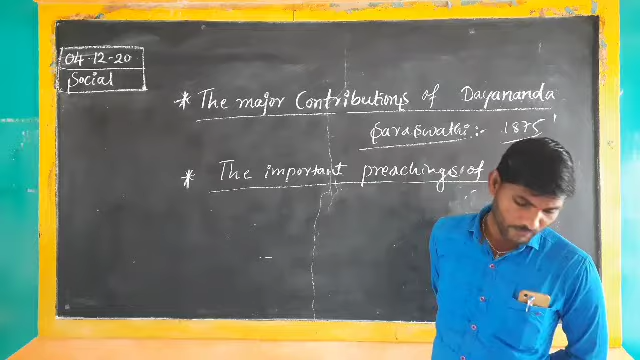 04-12-20
Social
* The major Contributions of Dayananda
Saraswathi:- 1875
* The important preachings of